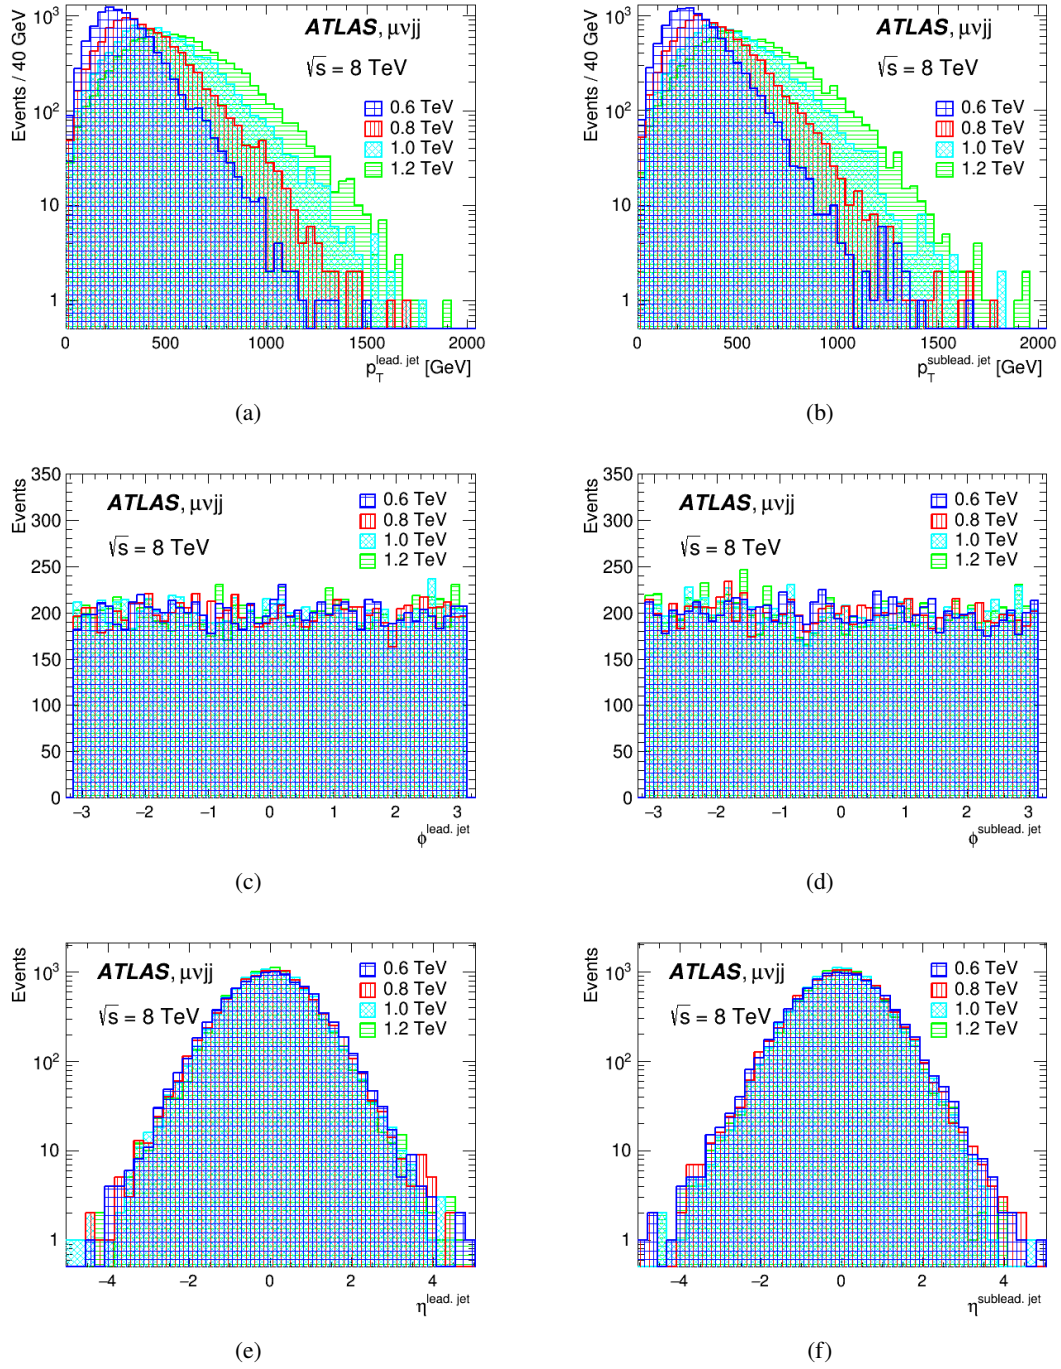 ATLAS, μνjj
√s = 8 TeV
0.6 TeV
0.8 TeV
1.0 TeV
1.2 TeV
Events / 40 GeV
10³
10²
10
1
0 500 1000 1500 2000
p_T^lead. jet [GeV]
(a)
ATLAS, μνjj
√s = 8 TeV
0.6 TeV
0.8 TeV
1.0 TeV
1.2 TeV
Events / 40 GeV
10³
10²
10
1
0 500 1000 1500 2000
p_T^sublead. jet [GeV]
(b)
ATLAS, μνjj
√s = 8 TeV
0.6 TeV
0.8 TeV
1.0 TeV
1.2 TeV
Events
350
300
250
200
150
100
50
0
−3 −2 −1 0 1 2 3
ϕ^lead. jet
(c)
ATLAS, μνjj
√s = 8 TeV
0.6 TeV
0.8 TeV
1.0 TeV
1.2 TeV
Events
350
300
250
200
150
100
50
0
−3 −2 −1 0 1 2 3
ϕ^sublead. jet
(d)
ATLAS, μνjj
√s = 8 TeV
0.6 TeV
0.8 TeV
1.0 TeV
1.2 TeV
Events
10³
10²
10
1
−4 −2 0 2 4
η^lead. jet
(e)
ATLAS, μνjj
√s = 8 TeV
0.6 TeV
0.8 TeV
1.0 TeV
1.2 TeV
Events
10³
10²
10
1
−4 −2 0 2 4
η^sublead. jet
(f)